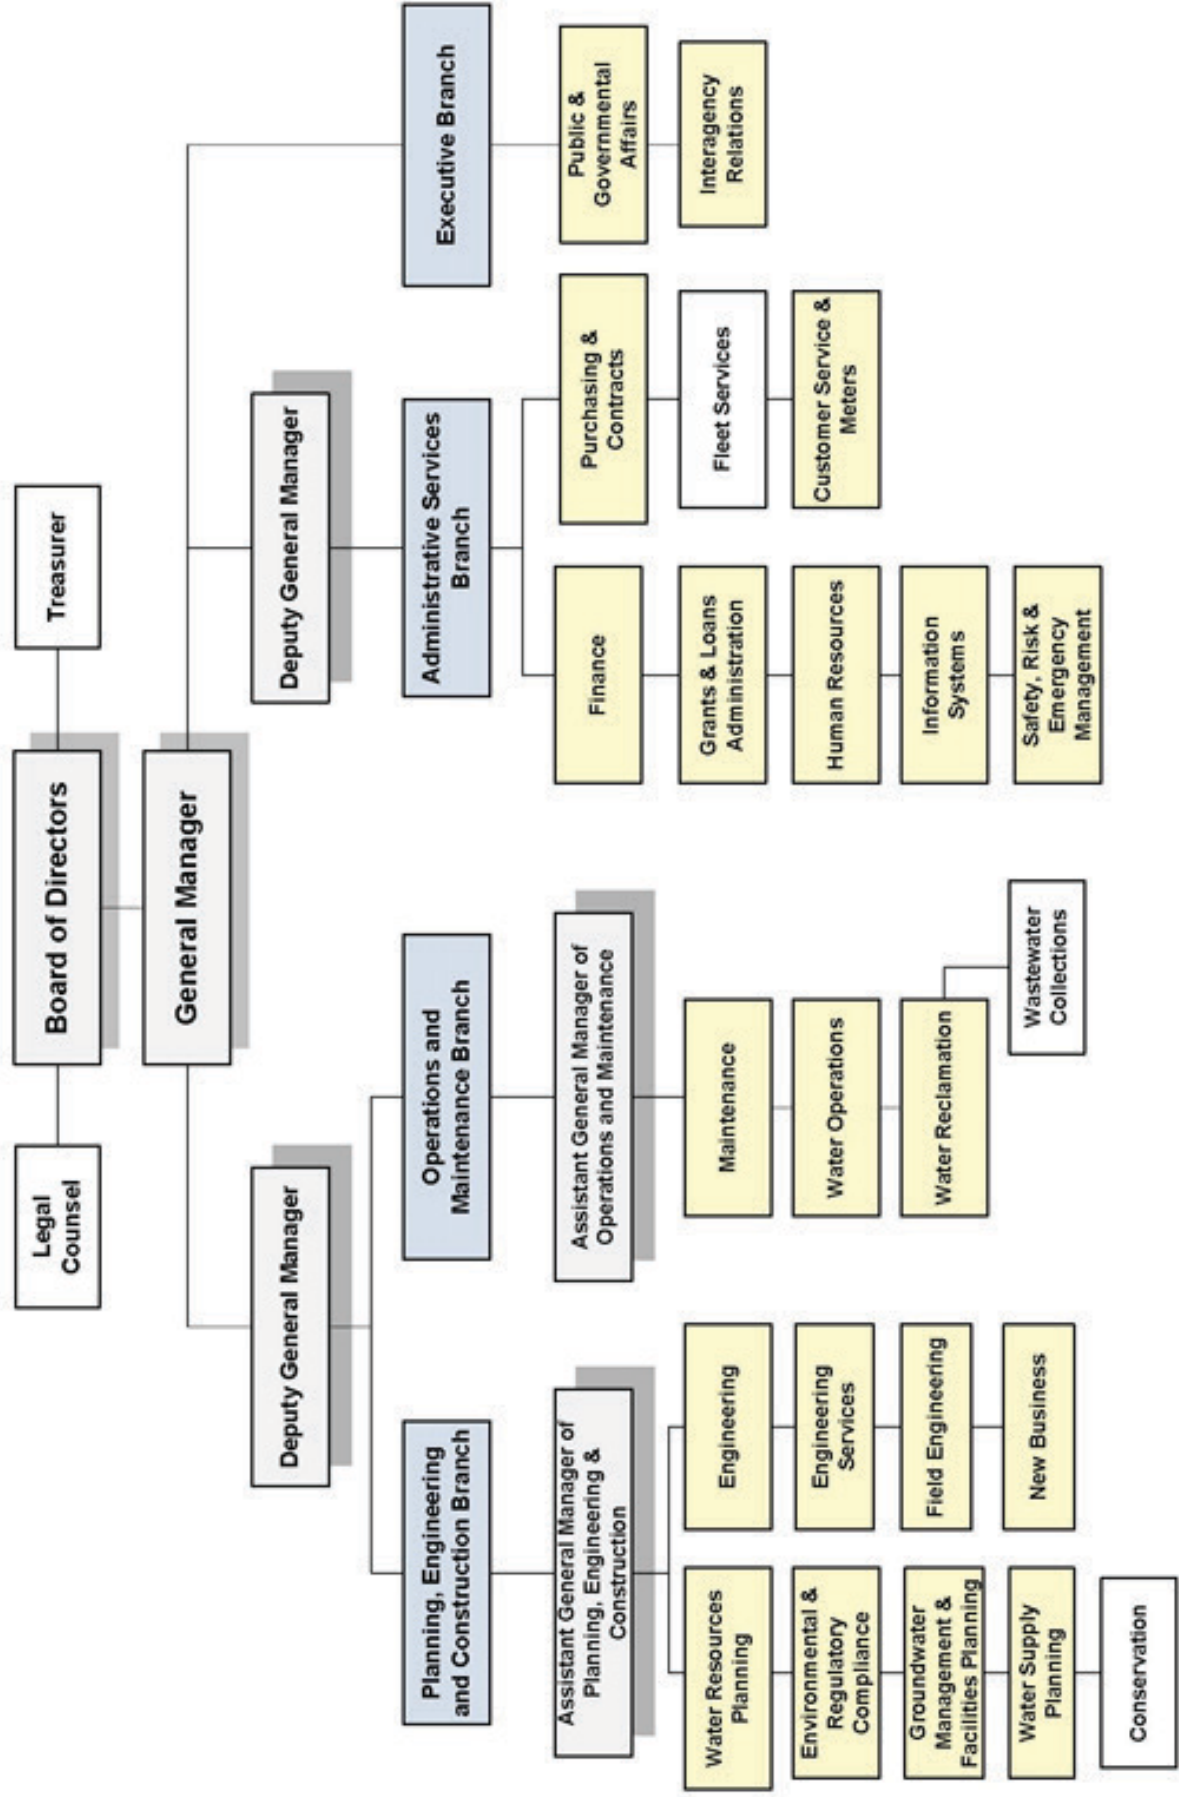 Legal
Counsel
Board of Directors
Treasurer
General Manager
Deputy General Manager
Deputy General Manager
Planning, Engineering
and Construction Branch
Operations and
Maintenance Branch
Administrative Services
Branch
Executive Branch
Assistant General Manager of
Planning, Engineering &
Construction
Assistant General Manager of
Operations and Maintenance
Water Resources
Planning
Environmental &
Regulatory
Compliance
Groundwater
Management &
Facilities Planning
Water Supply
Planning
Conservation
Engineering
Engineering
Services
Field Engineering
New Business
Maintenance
Water Operations
Water Reclamation
Wastewater
Collections
Finance
Grants & Loans
Administration
Human Resources
Information
Systems
Safety, Risk &
Emergency
Management
Purchasing &
Contracts
Fleet Services
Customer Service &
Meters
Public &
Governmental
Affairs
Interagency
Relations